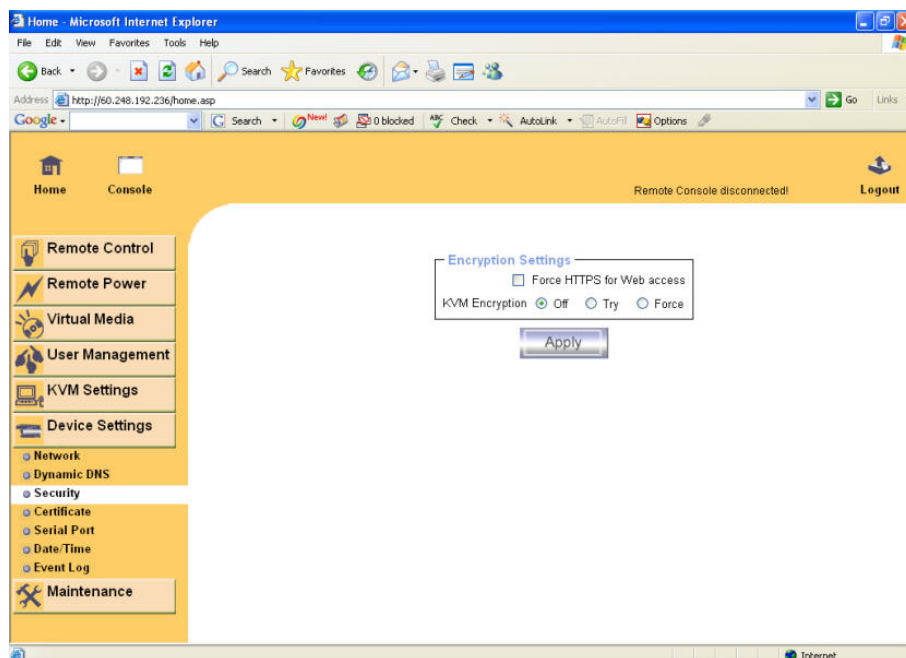 Home - Microsoft Internet Explorer
File Edit View Favorites Tools Help
Back Search Favorites
Address http://60.248.192.236/home.asp Go Links
Google Search New! 0 blocked ABC Check AutoLink AutoFill Options
Home Console Remote Console disconnected! Logout
Remote Control
Remote Power
Virtual Media
User Management
KVM Settings
Device Settings
Network
Dynamic DNS
Security
Certificate
Serial Port
Date/Time
Event Log
Maintenance
Encryption Settings
Force HTTPS for Web access
KVM Encryption Off Try Force
Apply
Internet